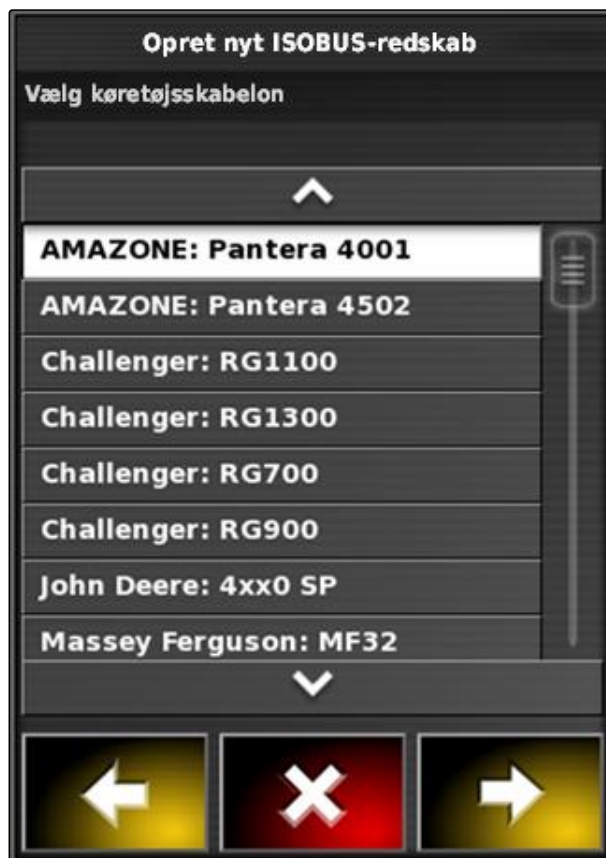 Opret nyt ISOBUS-redskab
Vælg køretøjsskabelon
AMAZONE: Pantera 4001
AMAZONE: Pantera 4502
Challenger: RG1100
Challenger: RG1300
Challenger: RG700
Challenger: RG900
John Deere: 4xx0 SP
Massey Ferguson: MF32